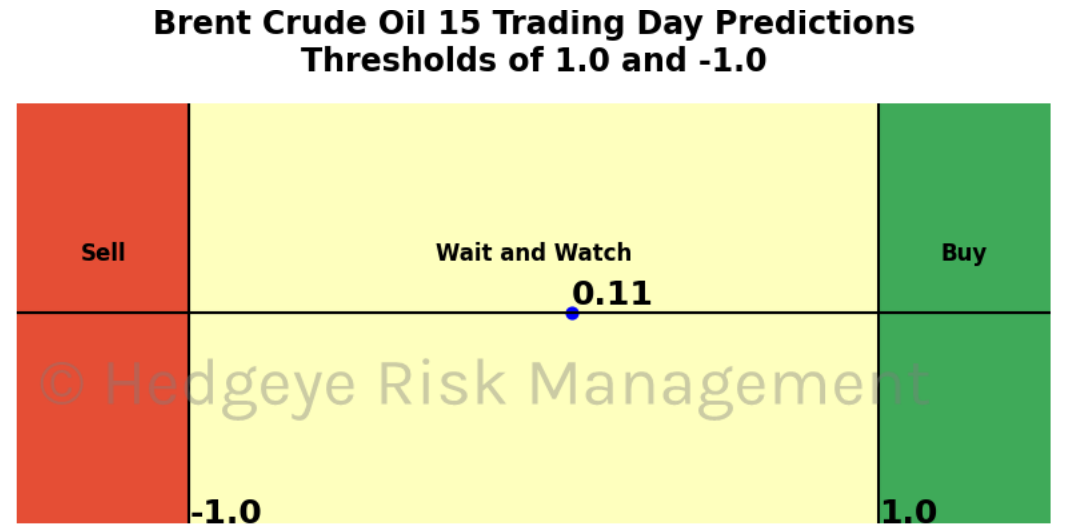 Brent Crude Oil 15 Trading Day Predictions
Thresholds of 1.0 and -1.0
Sell
Wait and Watch
Buy
0.11
© Hedgeye Risk Management
-1.0
1.0